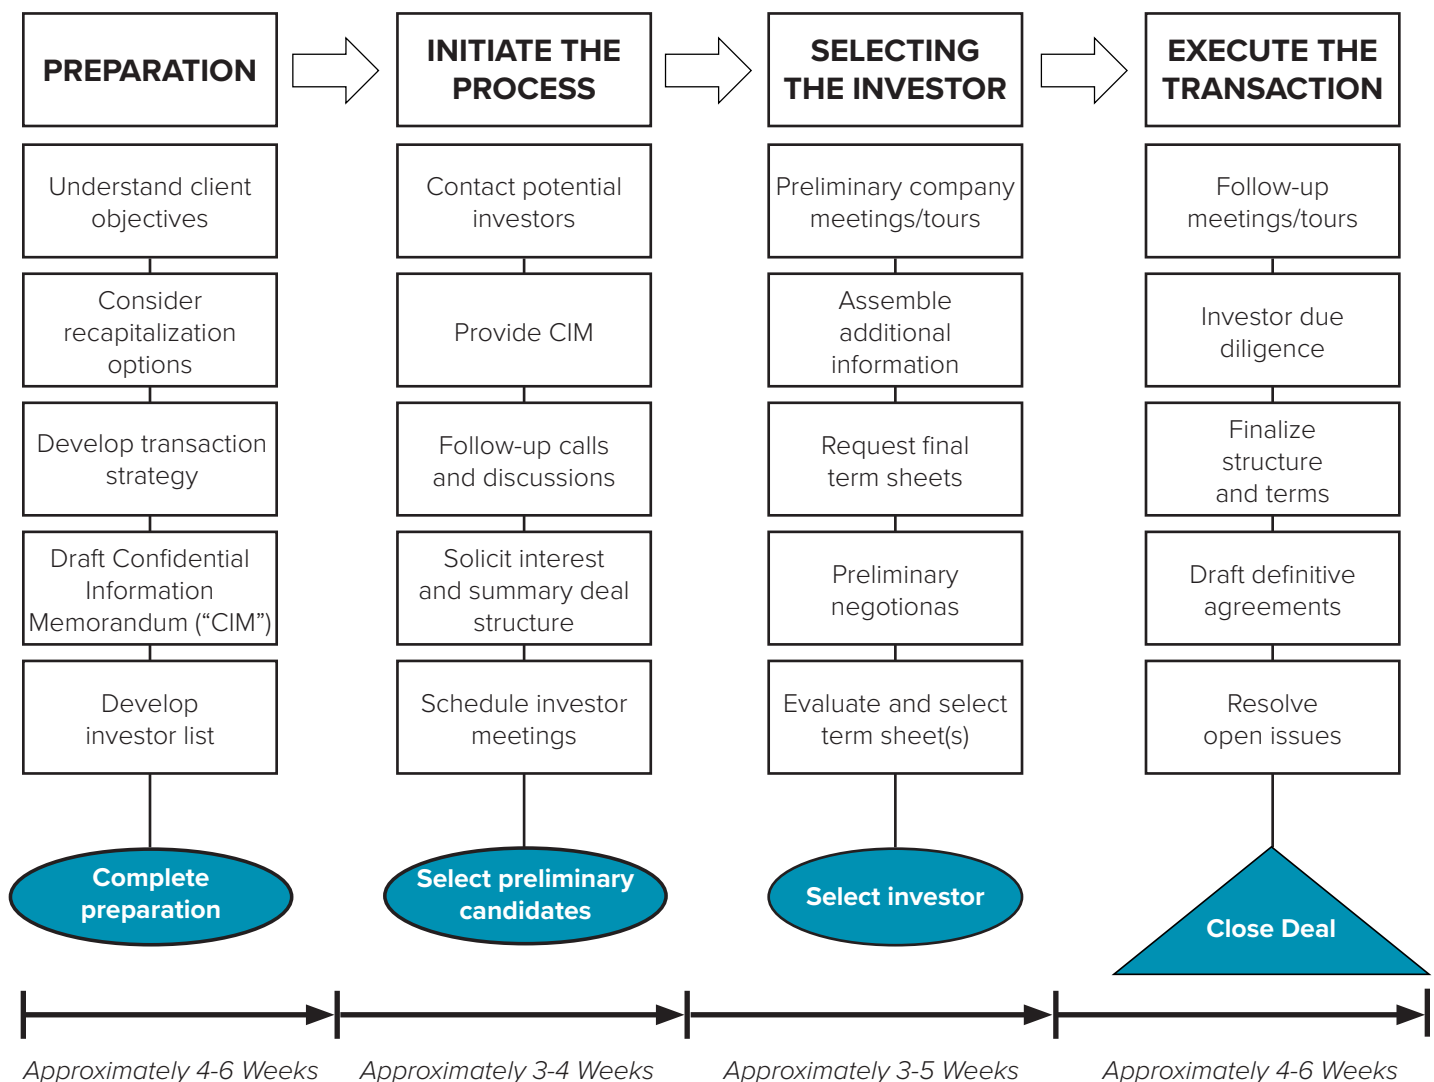 PREPARATION
INITIATE THE
PROCESS
SELECTING
THE INVESTOR
EXECUTE THE
TRANSACTION
Understand client
objectives
Consider
recapitalization
options
Develop transaction
strategy
Draft Confidential
Information
Memorandum (“CIM”)
Develop
investor list
Complete
preparation
Contact potential
investors
Provide CIM
Follow-up calls
and discussions
Solicit interest
and summary deal
structure
Schedule investor
meetings
Select preliminary
candidates
Preliminary company
meetings/tours
Assemble
additional
information
Request final
term sheets
Preliminary
negotionas
Evaluate and select
term sheet(s)
Select investor
Follow-up
meetings/tours
Investor due
diligence
Finalize
structure
and terms
Draft definitive
agreements
Resolve
open issues
Close Deal
Approximately 4-6 Weeks
Approximately 3-4 Weeks
Approximately 3-5 Weeks
Approximately 4-6 Weeks